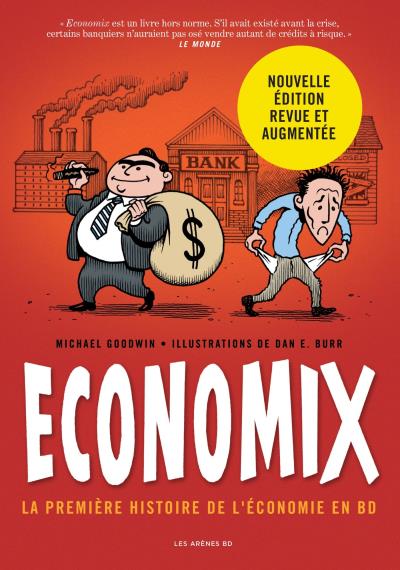 « Economix est un livre hors norme. S'il avait existé avant la crise,
certains banquiers n'auraient pas osé vendre autant de crédits à risque. »
LE MONDE
NOUVELLE
ÉDITION
REVUE ET
AUGMENTÉE
BANK
CLOSED
$
MICHAEL GOODWIN • ILLUSTRATIONS DE DAN E. BURR
ECONOMIX
LA PREMIÈRE HISTOIRE DE L'ÉCONOMIE EN BD
LES ARÈNES BD